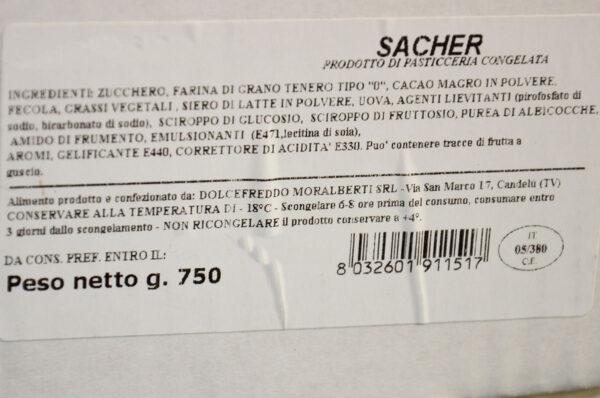 SACHER
PRODOTTO DI PASTICCERIA CONGELATA
INGREDIENTI: ZUCCHERO, FARINA DI GRANO TENERO TIPO "0", CACAO MAGRO IN POLVERE,
FECOLA, GRASSI VEGETALI , SIERO DI LATTE IN POLVERE, UOVA, AGENTI LIEVITANTI (pirofosfato di
sodio, bicarbonato di sodio), SCIROPPO DI GLUCOSIO, SCIROPPO DI FRUTTOSIO, PUREA DI ALBICOCCHE,
AMIDO DI FRUMENTO, EMULSIONANTI (E471,lecitina di soia),
AROMI, GELIFICANTE E440, CORRETTORE DI ACIDITA' E330. Puo' contenere tracce di frutta a
guscio.
Alimento prodotto e confezionato da: DOLCEFREDDO MORALBERTI SRL -Via San Marco 17, Candelù (TV)
CONSERVARE ALLA TEMPERATURA DI - 18°C - Scongelare 6-8 ore prima del consumo, consumare entro
3 giorni dallo scongelamento - NON RICONGELARE il prodotto conservare a +4°.
DA CONS. PREF. ENTRO IL:
Peso netto g. 750
8 032601 911517
IT
05/380
C.E.